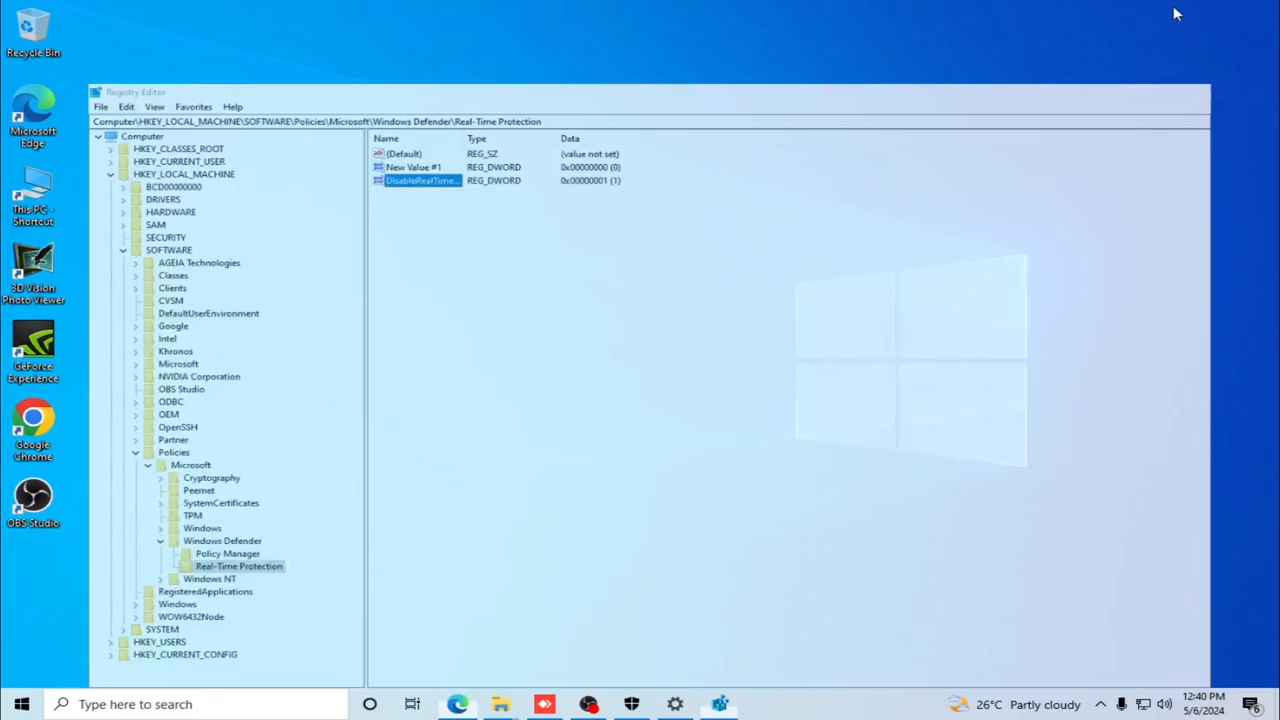 Recycle Bin
Microsoft
Edge
This PC -
Shortcut
3D Vision
Photo Viewer
GeForce
Experience
Google
Chrome
OBS Studio
Registry Editor
File Edit View Favorites Help
Computer\HKEY_LOCAL_MACHINE\SOFTWARE\Policies\Microsoft\Windows Defender\Real-Time Protection
Computer
HKEY_CLASSES_ROOT
HKEY_CURRENT_USER
HKEY_LOCAL_MACHINE
BCD00000000
DRIVERS
HARDWARE
SAM
SECURITY
SOFTWARE
AGEIA Technologies
Classes
Clients
CVSM
DefaultUserEnvironment
Google
Intel
Khronos
Microsoft
NVIDIA Corporation
OBS Studio
ODBC
OEM
OpenSSH
Partner
Policies
Microsoft
Cryptography
Peernet
SystemCertificates
TPM
Windows
Windows Defender
Policy Manager
Real-Time Protection
Windows NT
RegisteredApplications
Windows
WOW6432Node
SYSTEM
HKEY_USERS
HKEY_CURRENT_CONFIG
Name Type Data
(Default) REG_SZ (value not set)
New Value #1 REG_DWORD 0x00000000 (0)
DisableRealTime... REG_DWORD 0x00000001 (1)
Type here to search
26°C Partly cloudy
12:40 PM
5/6/2024
6